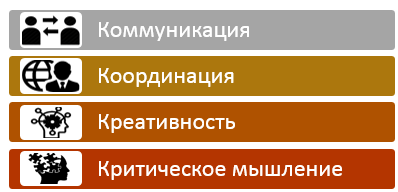 Коммуникация
Координация
Креативность
Критическое мышление